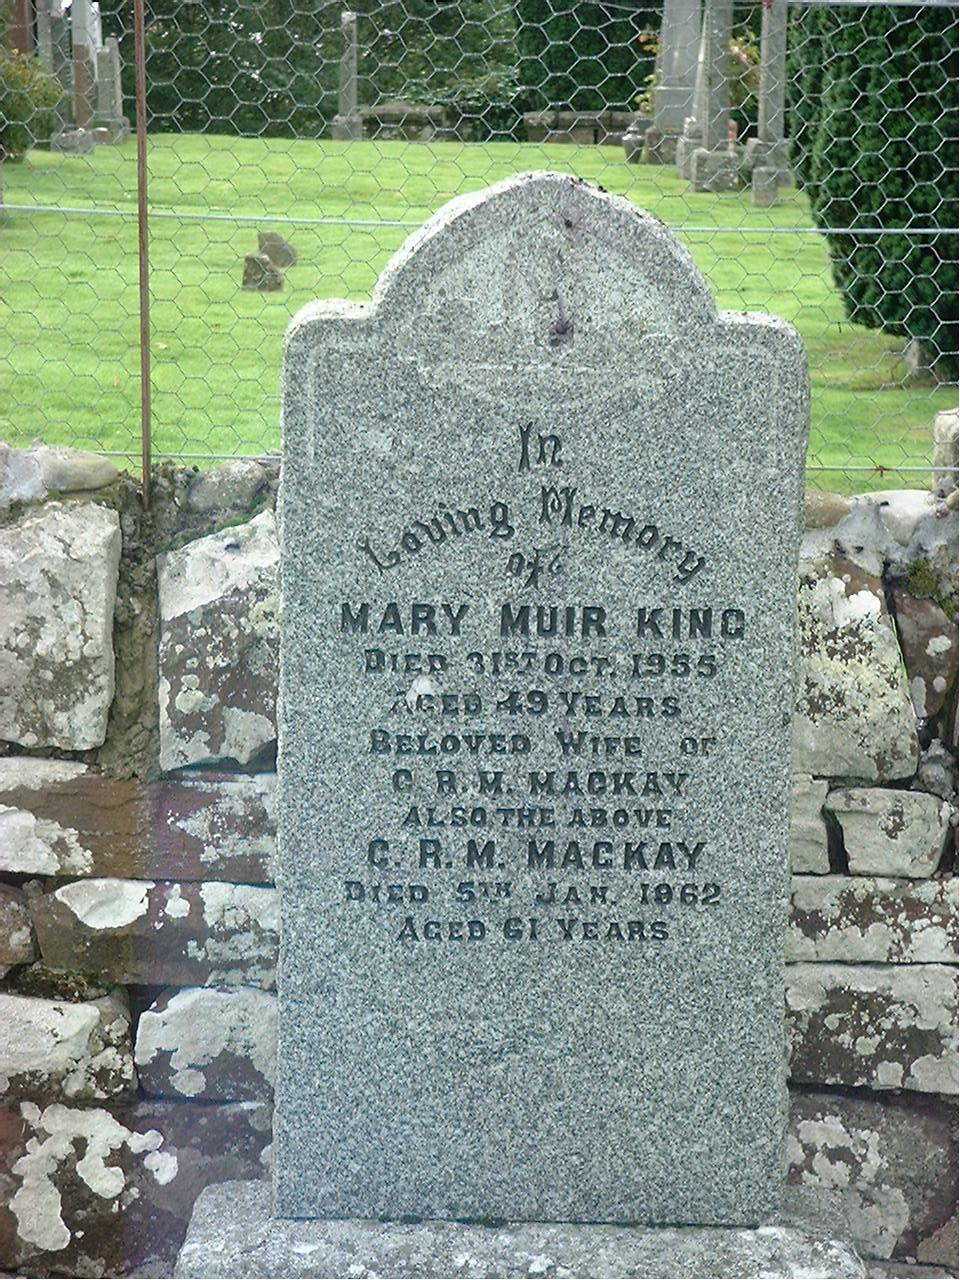 In
Loving Memory
of
MARY MUIR KING
DIED 31ST OCT. 1955
AGED 49 YEARS
BELOVED WIFE OF
G. R. M. MACKAY
ALSO THE ABOVE
G. R. M. MACKAY
DIED 5TH JAN. 1962
AGED 61 YEARS